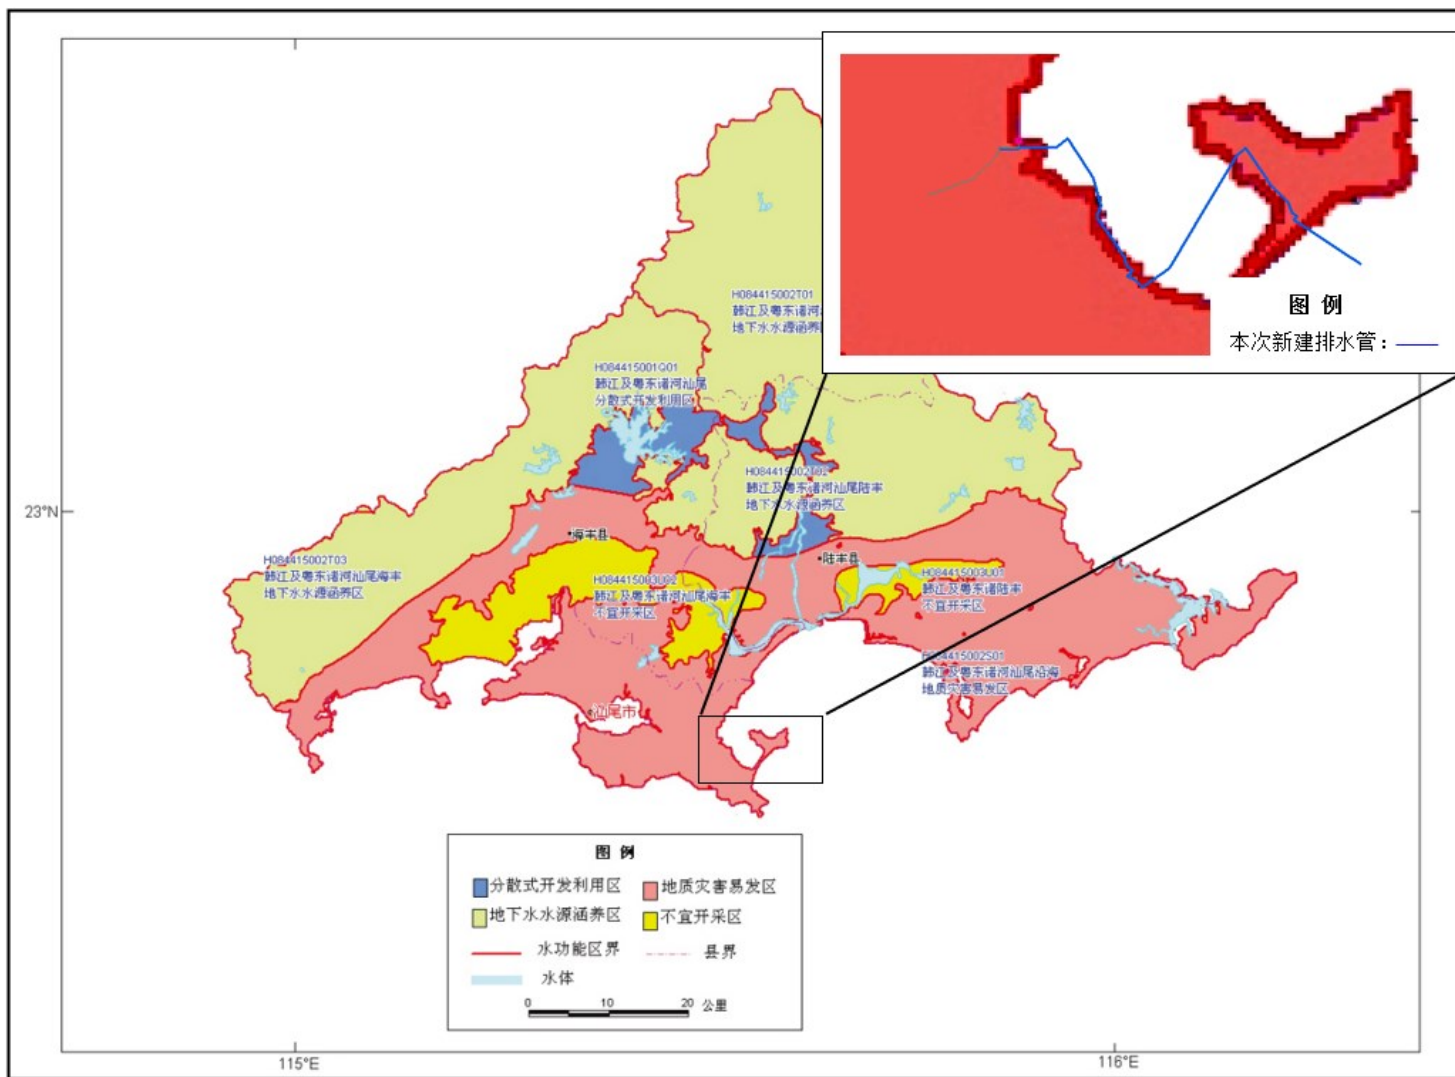 图 例
本次新建排水管：
H084415002T01
韩江及粤东诸河
地下水水源涵养
H084415001Q01
韩江及粤东诸河汕尾
分散式开发利用区
H084415002T02
韩江及粤东诸河汕尾陆丰
地下水水源涵养区
23°N
海丰县
陆丰县
H084415002T03
韩江及粤东诸河汕尾海丰
地下水水源涵养区
H084415003U02
韩江及粤东诸河汕尾海丰
不宜开采区
H084415003U01
韩江及粤东诸陆丰
不宜开采区
H084415002S01
韩江及粤东诸河汕尾沿海
地质灾害易发区
汕尾市
图 例
分散式开发利用区
地质灾害易发区
地下水水源涵养区
不宜开采区
水功能区界
县界
水体
0 10 20 公里
115°E
116°E